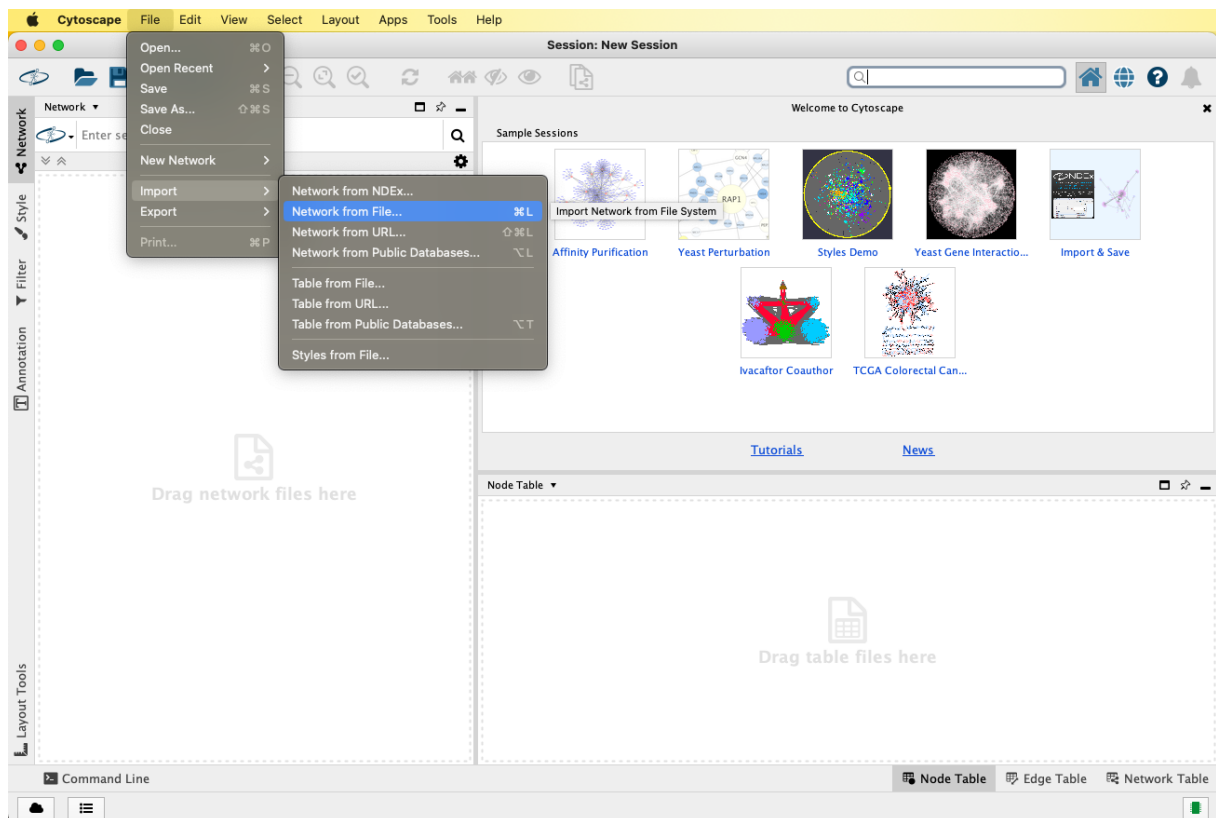 Cytoscape File Edit View Select Layout Apps Tools Help
Session: New Session
Open... ⌘O
Open Recent >
Save ⌘S
Save As... ⇧⌘S
Close
New Network >
Import >
Export >
Print... ⌘P
Network from NDEx...
Network from File... ⌘L
Network from URL... ⇧⌘L
Network from Public Databases... ⌥L
Table from File...
Table from URL...
Table from Public Databases... ⌥T
Styles from File...
Import Network from File System
Network
Style
Filter
Annotation
Layout Tools
Network ▾
Enter se
Drag network files here
Welcome to Cytoscape
Sample Sessions
GCN4
RAP1
NDEx
Affinity Purification
Yeast Perturbation
Styles Demo
Yeast Gene Interactio...
Import & Save
Ivacaftor Coauthor
TCGA Colorectal Can...
Tutorials
News
Node Table ▾
Drag table files here
Command Line
Node Table
Edge Table
Network Table